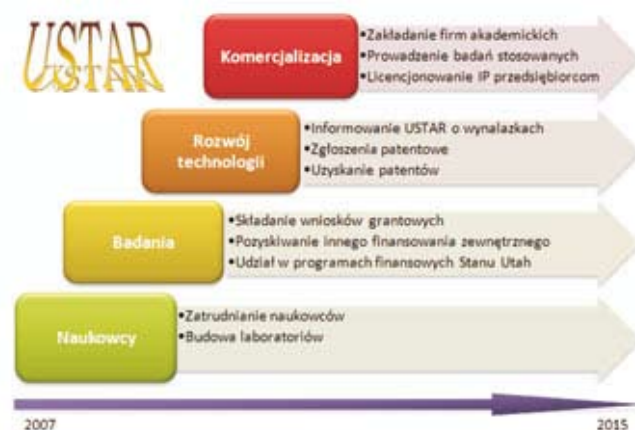 USTAR
Komercjalizacja
•Zakładanie firm akademickich
•Prowadzenie badań stosowanych
•Licencjonowanie IP przedsiębiorcom
Rozwój
technologii
•Informowanie USTAR o wynalazkach
•Zgłoszenia patentowe
•Uzyskanie patentów
Badania
•Składanie wniosków grantowych
•Pozyskiwanie innego finansowania zewnętrznego
•Udział w programach finansowych Stanu Utah
Naukowcy
•Zatrudnianie naukowców
•Budowa laboratoriów
2007
2015